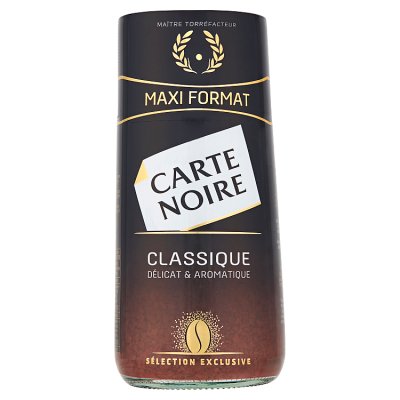 MAÎTRE TORRÉFACTEUR
MAXI FORMAT
CARTE
NOIRE
CLASSIQUE
DÉLICAT & AROMATIQUE
SÉLECTION EXCLUSIVE